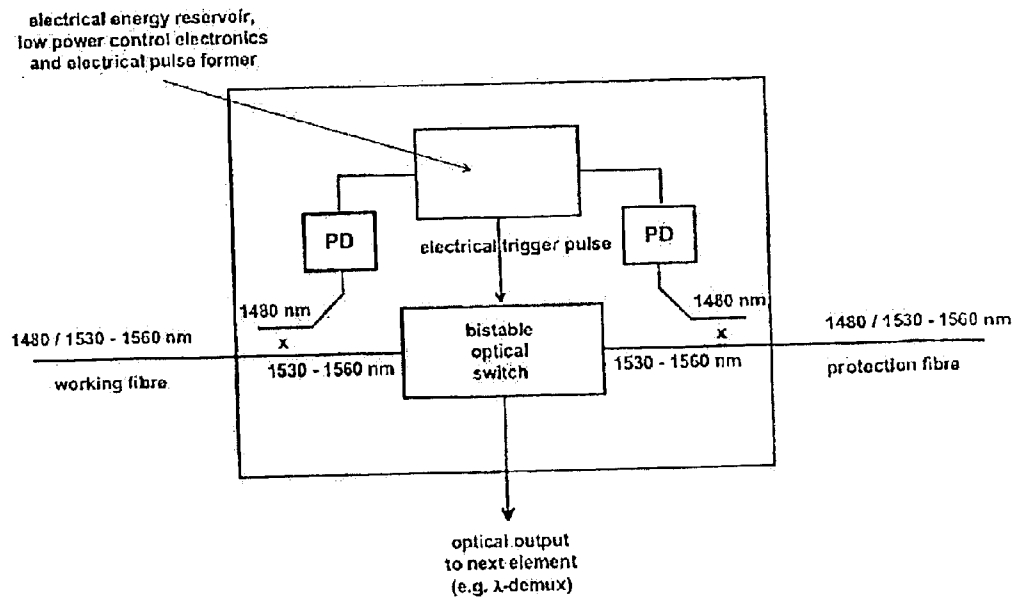 electrical energy reservoir,
low power control electronics
and electrical pulse former
PD
PD
electrical trigger pulse
1480 nm
1480 nm
x
x
1480 / 1530 - 1560 nm
1480 / 1530 - 1560 nm
bistable
optical
switch
1530 - 1560 nm
1530 - 1560 nm
working fibre
protection fibre
optical output
to next element
(e.g. λ-demux)